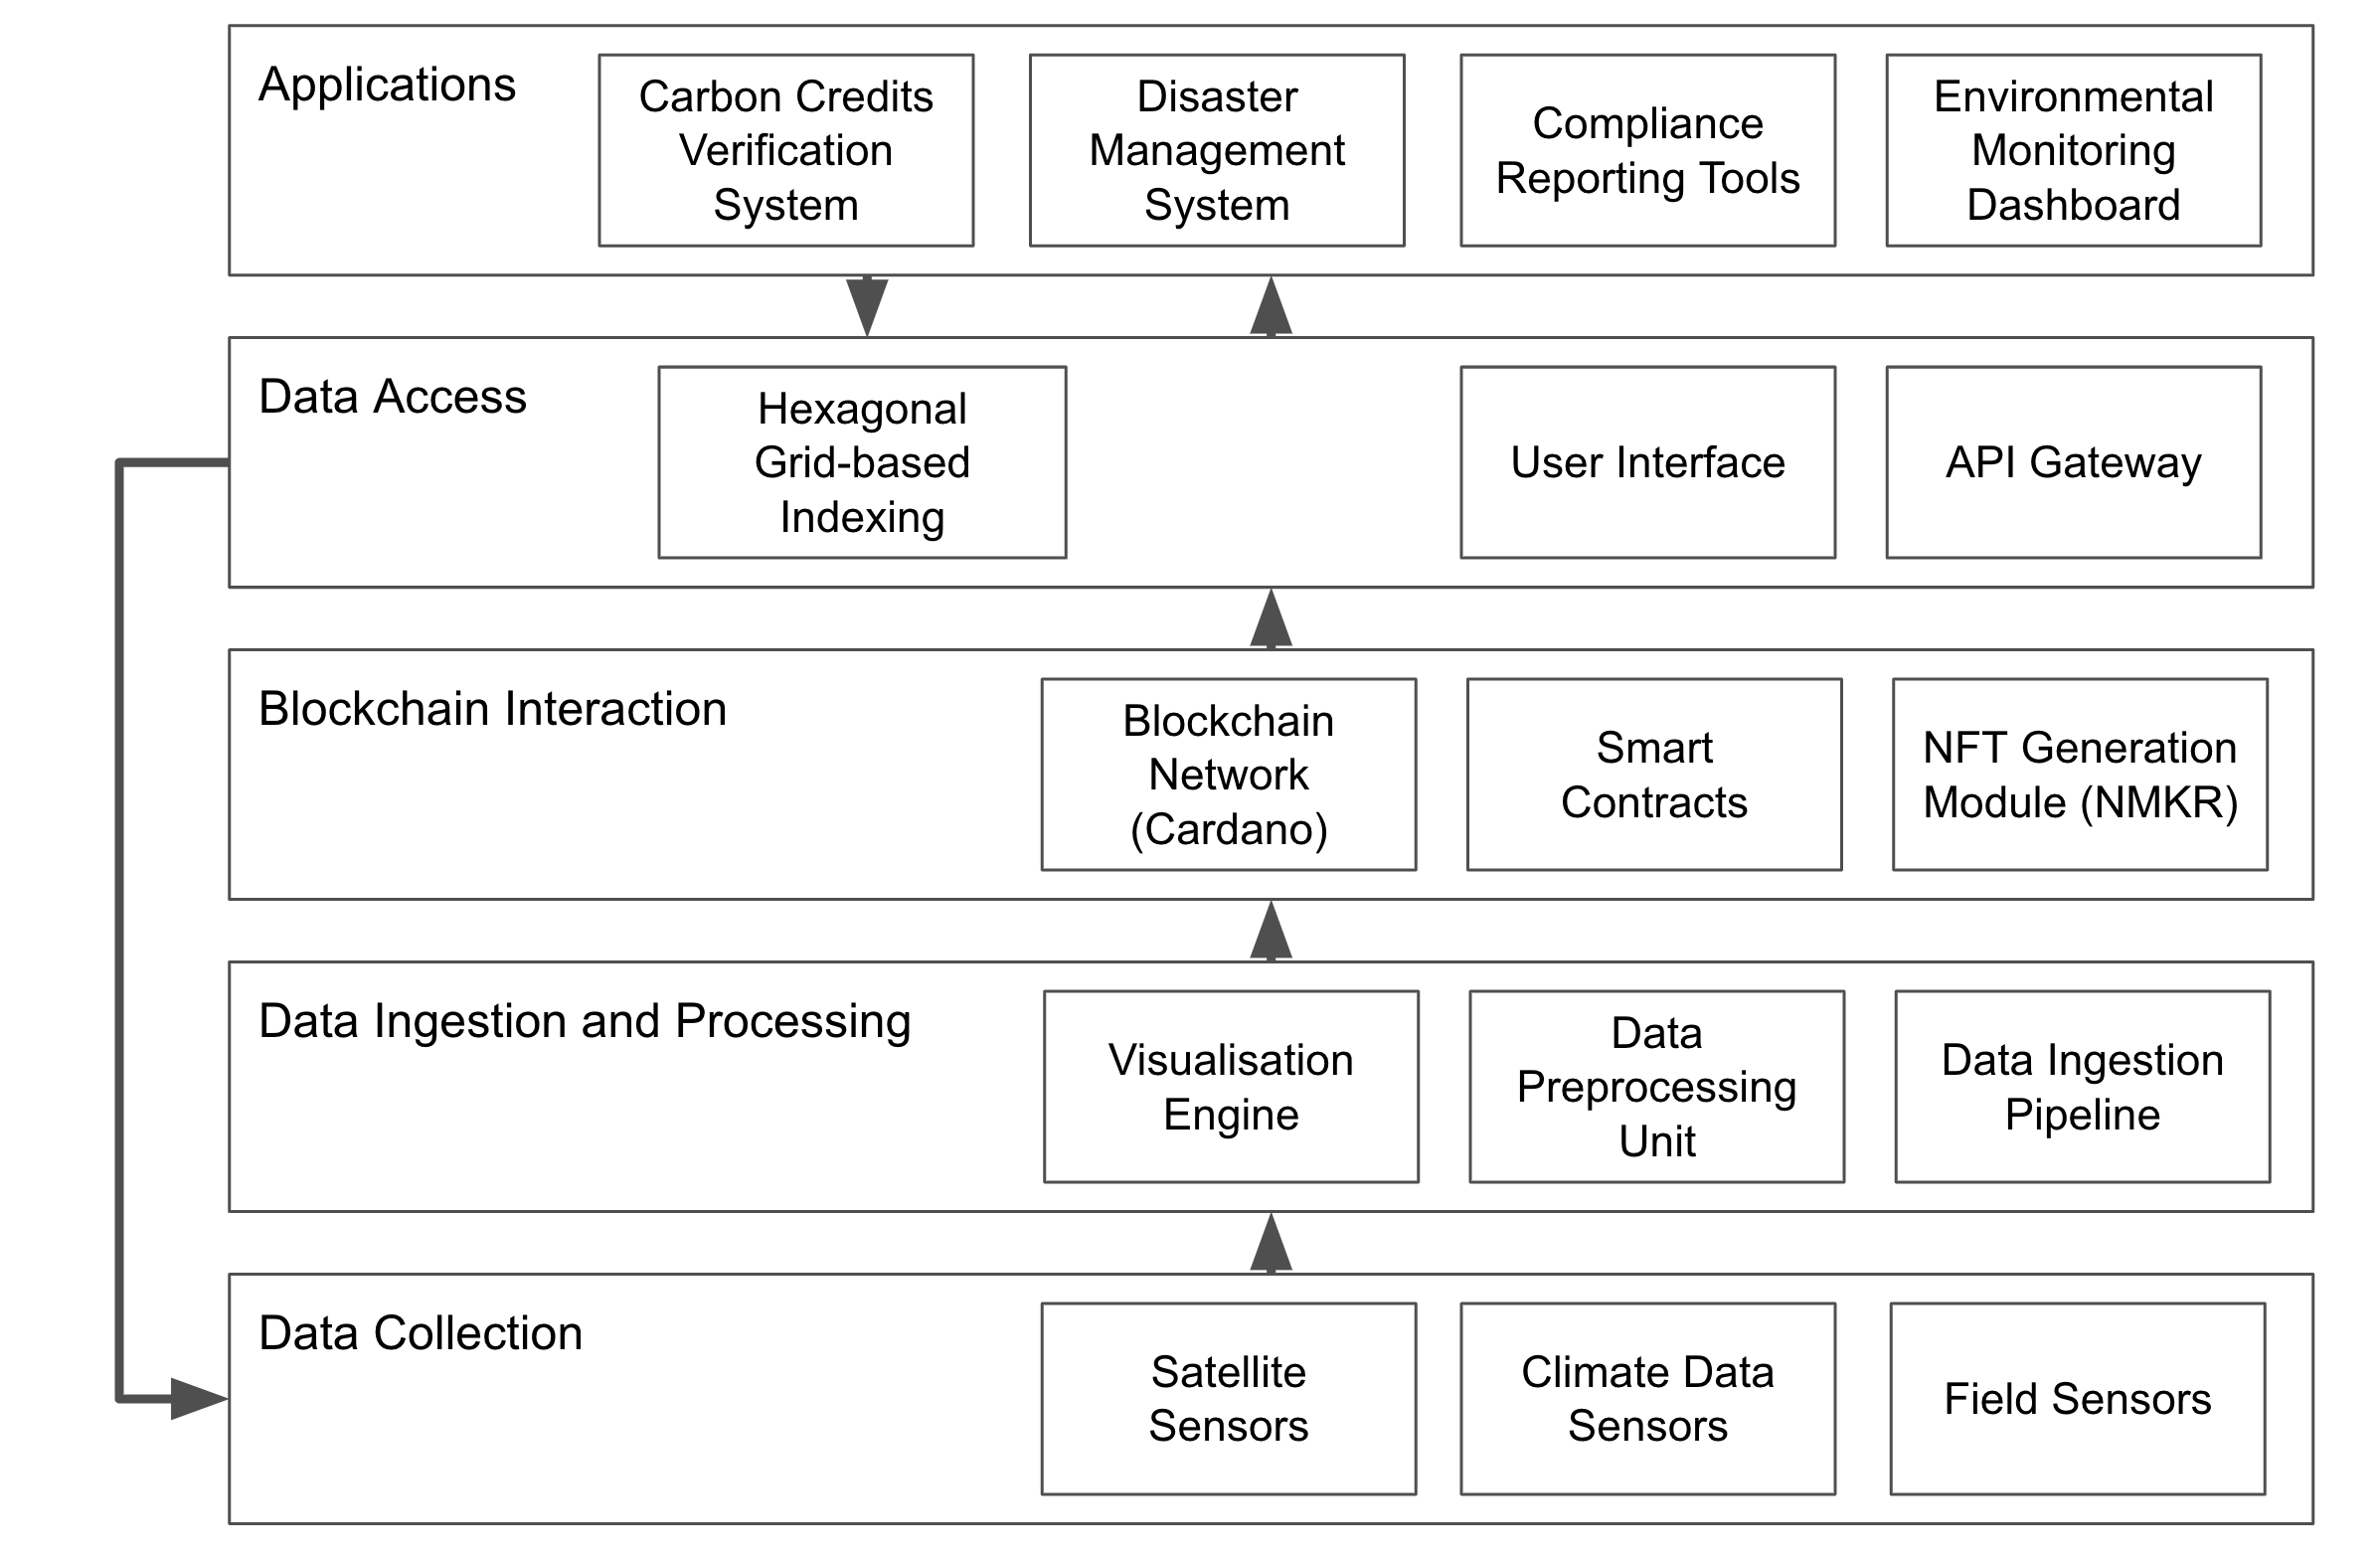 Applications
Carbon Credits
Verification
System
Disaster
Management
System
Compliance
Reporting Tools
Environmental
Monitoring
Dashboard
Data Access
Hexagonal
Grid-based
Indexing
User Interface
API Gateway
Blockchain Interaction
Blockchain
Network
(Cardano)
Smart
Contracts
NFT Generation
Module (NMKR)
Data Ingestion and Processing
Visualisation
Engine
Data
Preprocessing
Unit
Data Ingestion
Pipeline
Data Collection
Satellite
Sensors
Climate Data
Sensors
Field Sensors